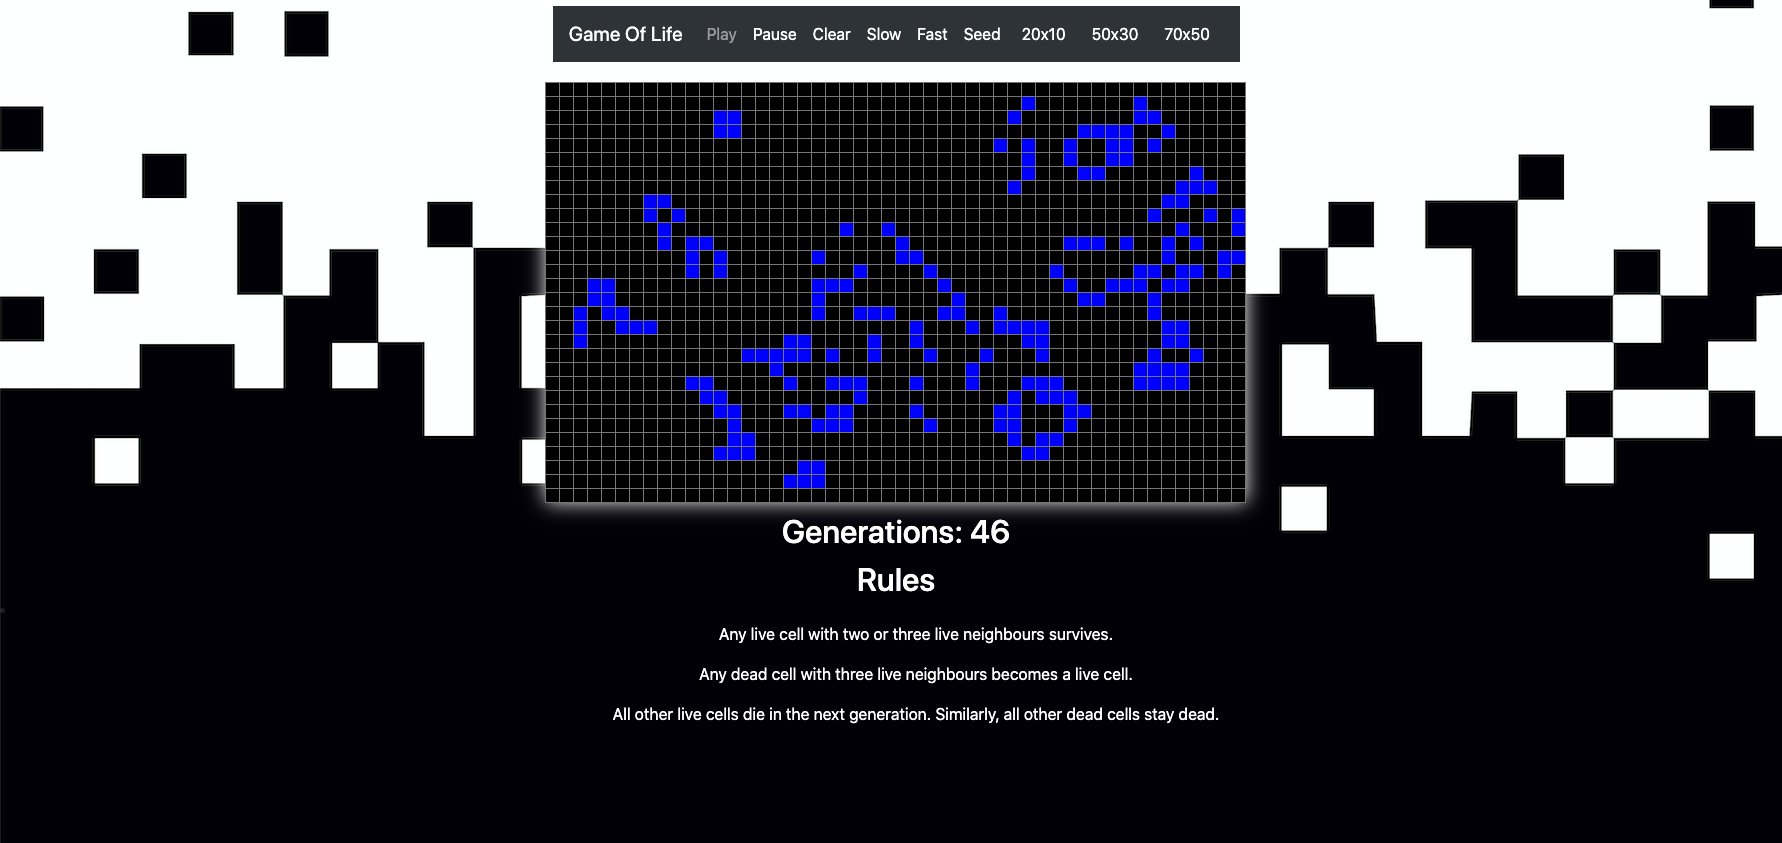 Game Of Life Play Pause Clear Slow Fast Seed 20x10 50x30 70x50
Generations: 46
Rules
Any live cell with two or three live neighbours survives.
Any dead cell with three live neighbours becomes a live cell.
All other live cells die in the next generation. Similarly, all other dead cells stay dead.